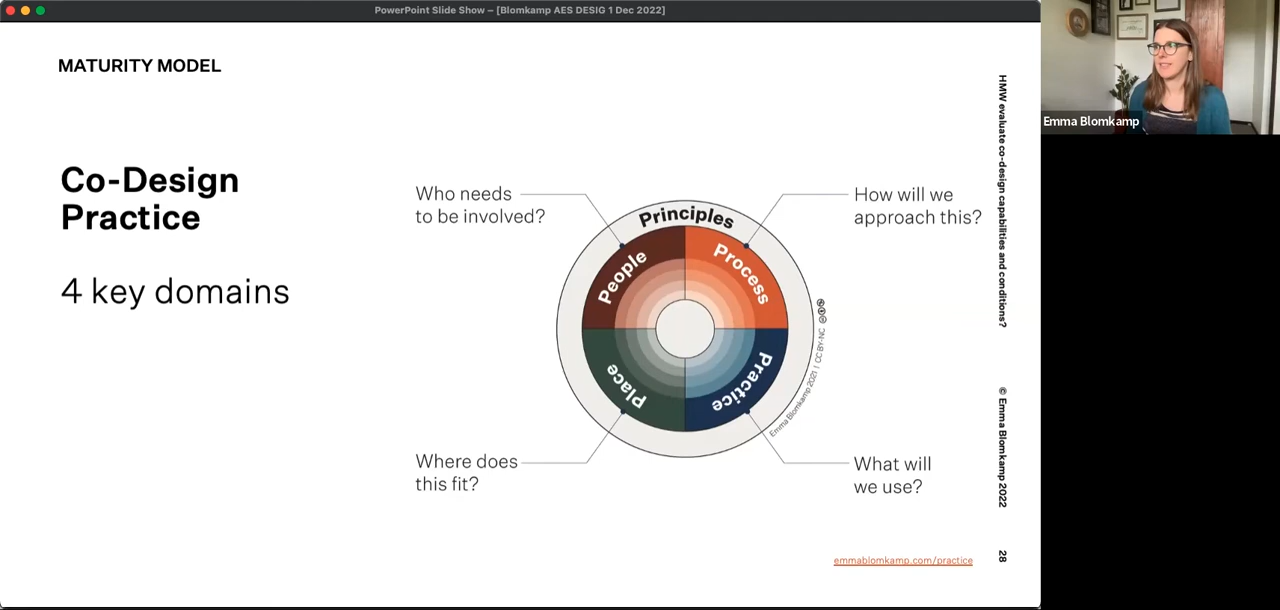 PowerPoint Slide Show – [Blomkamp AES DESIG 1 Dec 2022]
MATURITY MODEL
Co-Design
Practice
4 key domains
Who needs
to be involved?
How will we
approach this?
Principles
People
Process
Place
Practice
Where does
this fit?
What will
we use?
Emma Blomkamp 2021 | CC BY-NC
emmablomkamp.com/practice
HMW evaluate co-design capabilities and conditions?
© Emma Blomkamp 2022
28
Emma Blomkamp